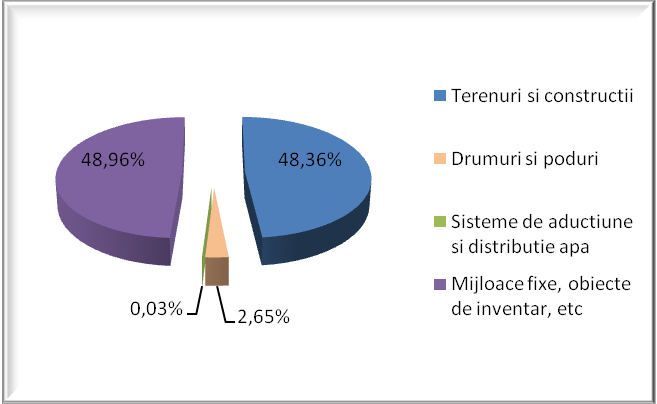 48,96%
48,36%
0,03%
2,65%
Terenuri si constructii
Drumuri si poduri
Sisteme de aductiune
si distributie apa
Mijloace fixe, obiecte
de inventar, etc